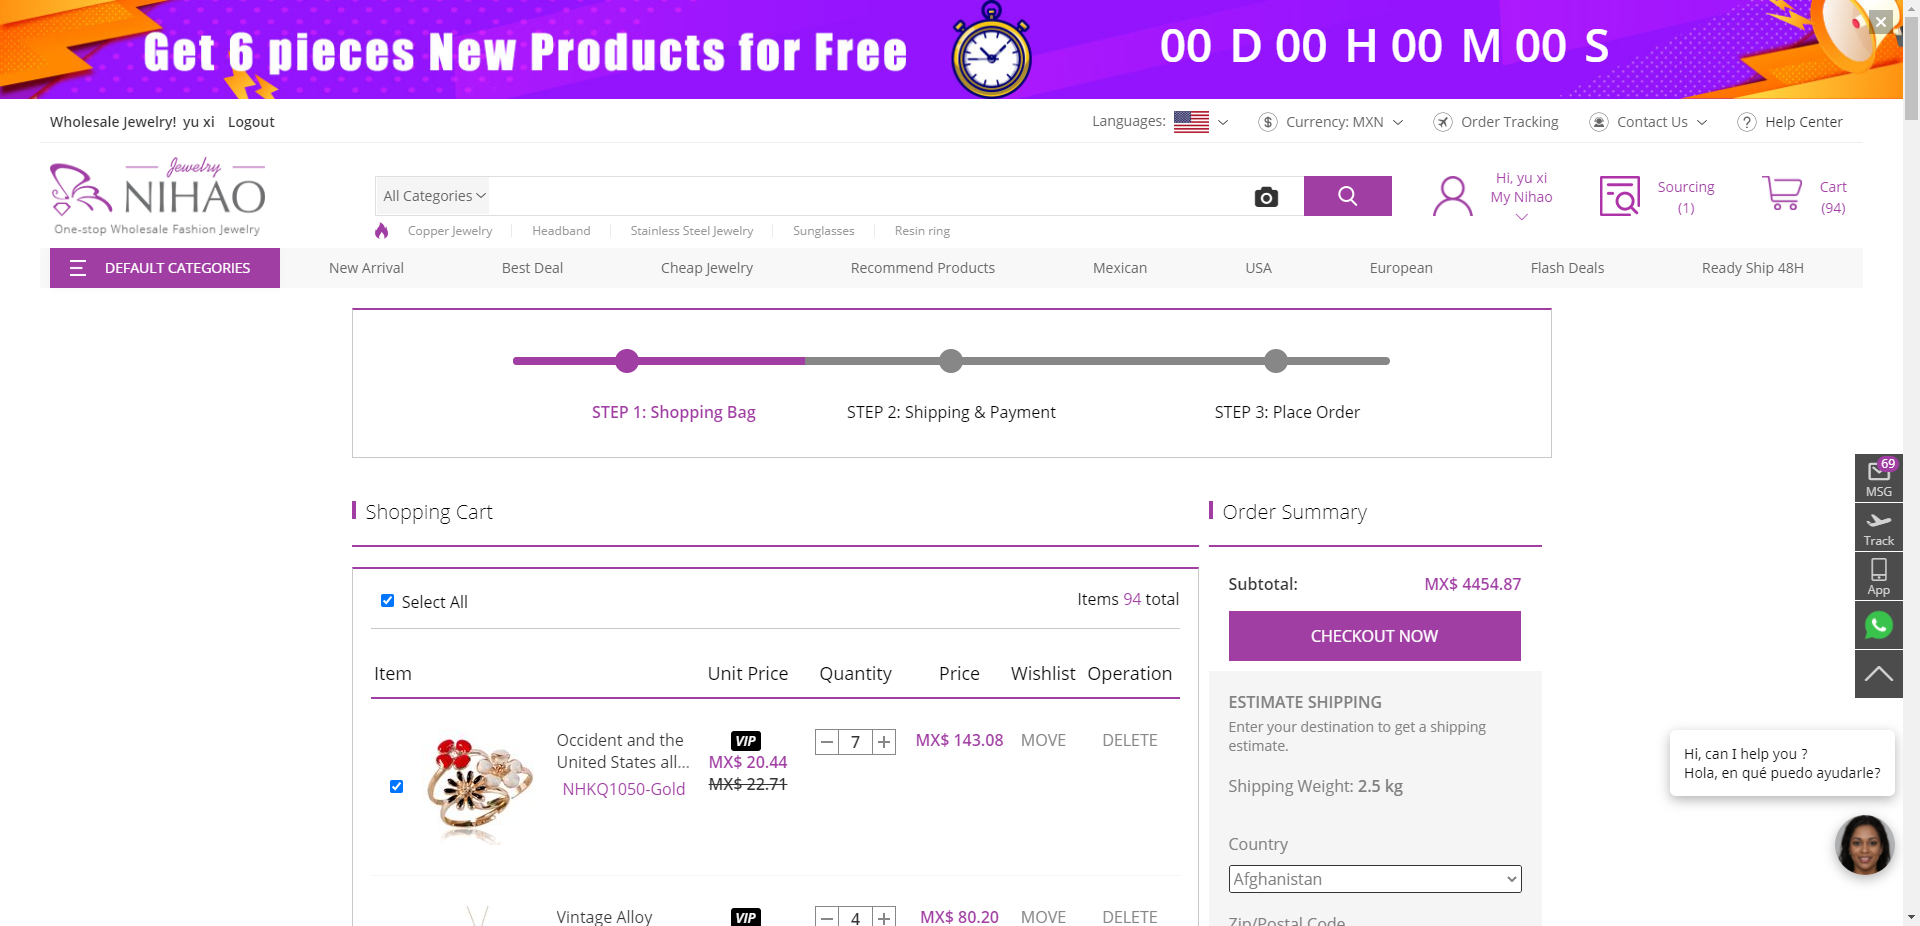 Get 6 pieces New Products for Free
00 D 00 H 00 M 00 S
Wholesale Jewelry! yu xi Logout
Languages:
$ Currency: MXN
Order Tracking
Contact Us
? Help Center
Jewelry
NIHAO
One-stop Wholesale Fashion Jewelry
All Categories
Hi, yu xi
My Nihao
Sourcing
(1)
Cart
(94)
Copper Jewelry
Headband
Stainless Steel Jewelry
Sunglasses
Resin ring
DEFAULT CATEGORIES
New Arrival
Best Deal
Cheap Jewelry
Recommend Products
Mexican
USA
European
Flash Deals
Ready Ship 48H
STEP 1: Shopping Bag
STEP 2: Shipping & Payment
STEP 3: Place Order
Shopping Cart
Order Summary
Select All
Items 94 total
Item
Unit Price
Quantity
Price
Wishlist
Operation
Occident and the
United States all...
NHKQ1050-Gold
VIP
MX$ 20.44
MX$ 22.71
7
MX$ 143.08
MOVE
DELETE
Vintage Alloy
VIP
4
MX$ 80.20
MOVE
DELETE
Subtotal:
MX$ 4454.87
CHECKOUT NOW
ESTIMATE SHIPPING
Enter your destination to get a shipping
estimate.
Shipping Weight: 2.5 kg
Country
Afghanistan
Zip/Postal Code
69
MSG
Track
App
Hi, can I help you ?
Hola, en qué puedo ayudarle?